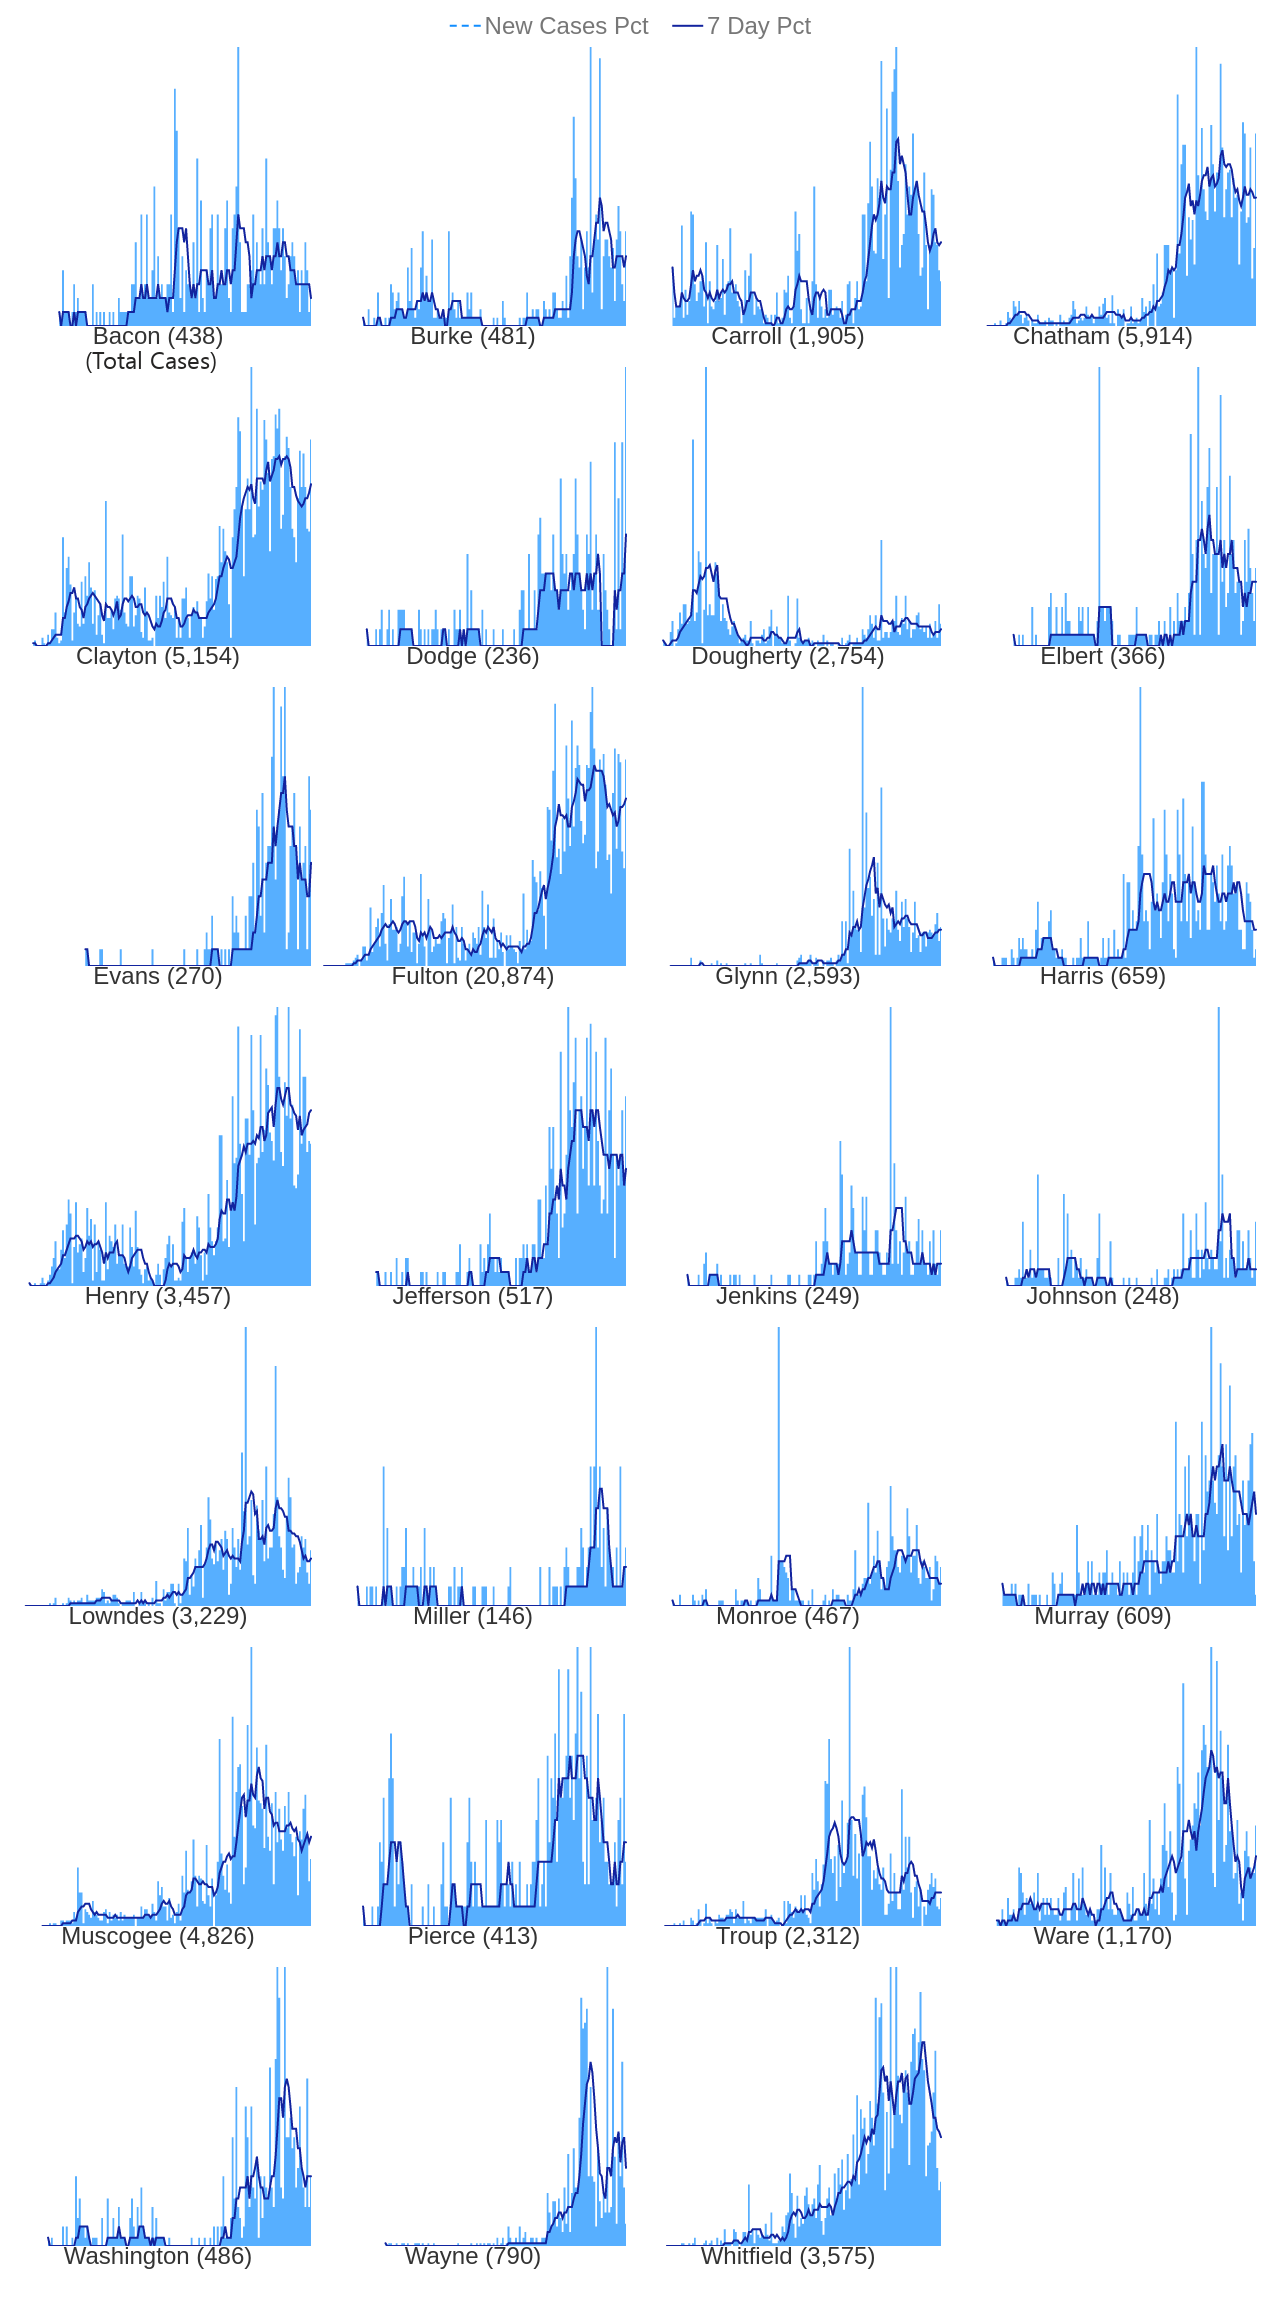 New Cases Pct 7 Day Pct
Bacon (438) Burke (481) Carroll (1,905) Chatham (5,914)
(Total Cases)
Clayton (5,154) Dodge (236) Dougherty (2,754) Elbert (366)
Evans (270) Fulton (20,874) Glynn (2,593) Harris (659)
Henry (3,457) Jefferson (517) Jenkins (249) Johnson (248)
Lowndes (3,229) Miller (146) Monroe (467) Murray (609)
Muscogee (4,826) Pierce (413) Troup (2,312) Ware (1,170)
Washington (486) Wayne (790) Whitfield (3,575)